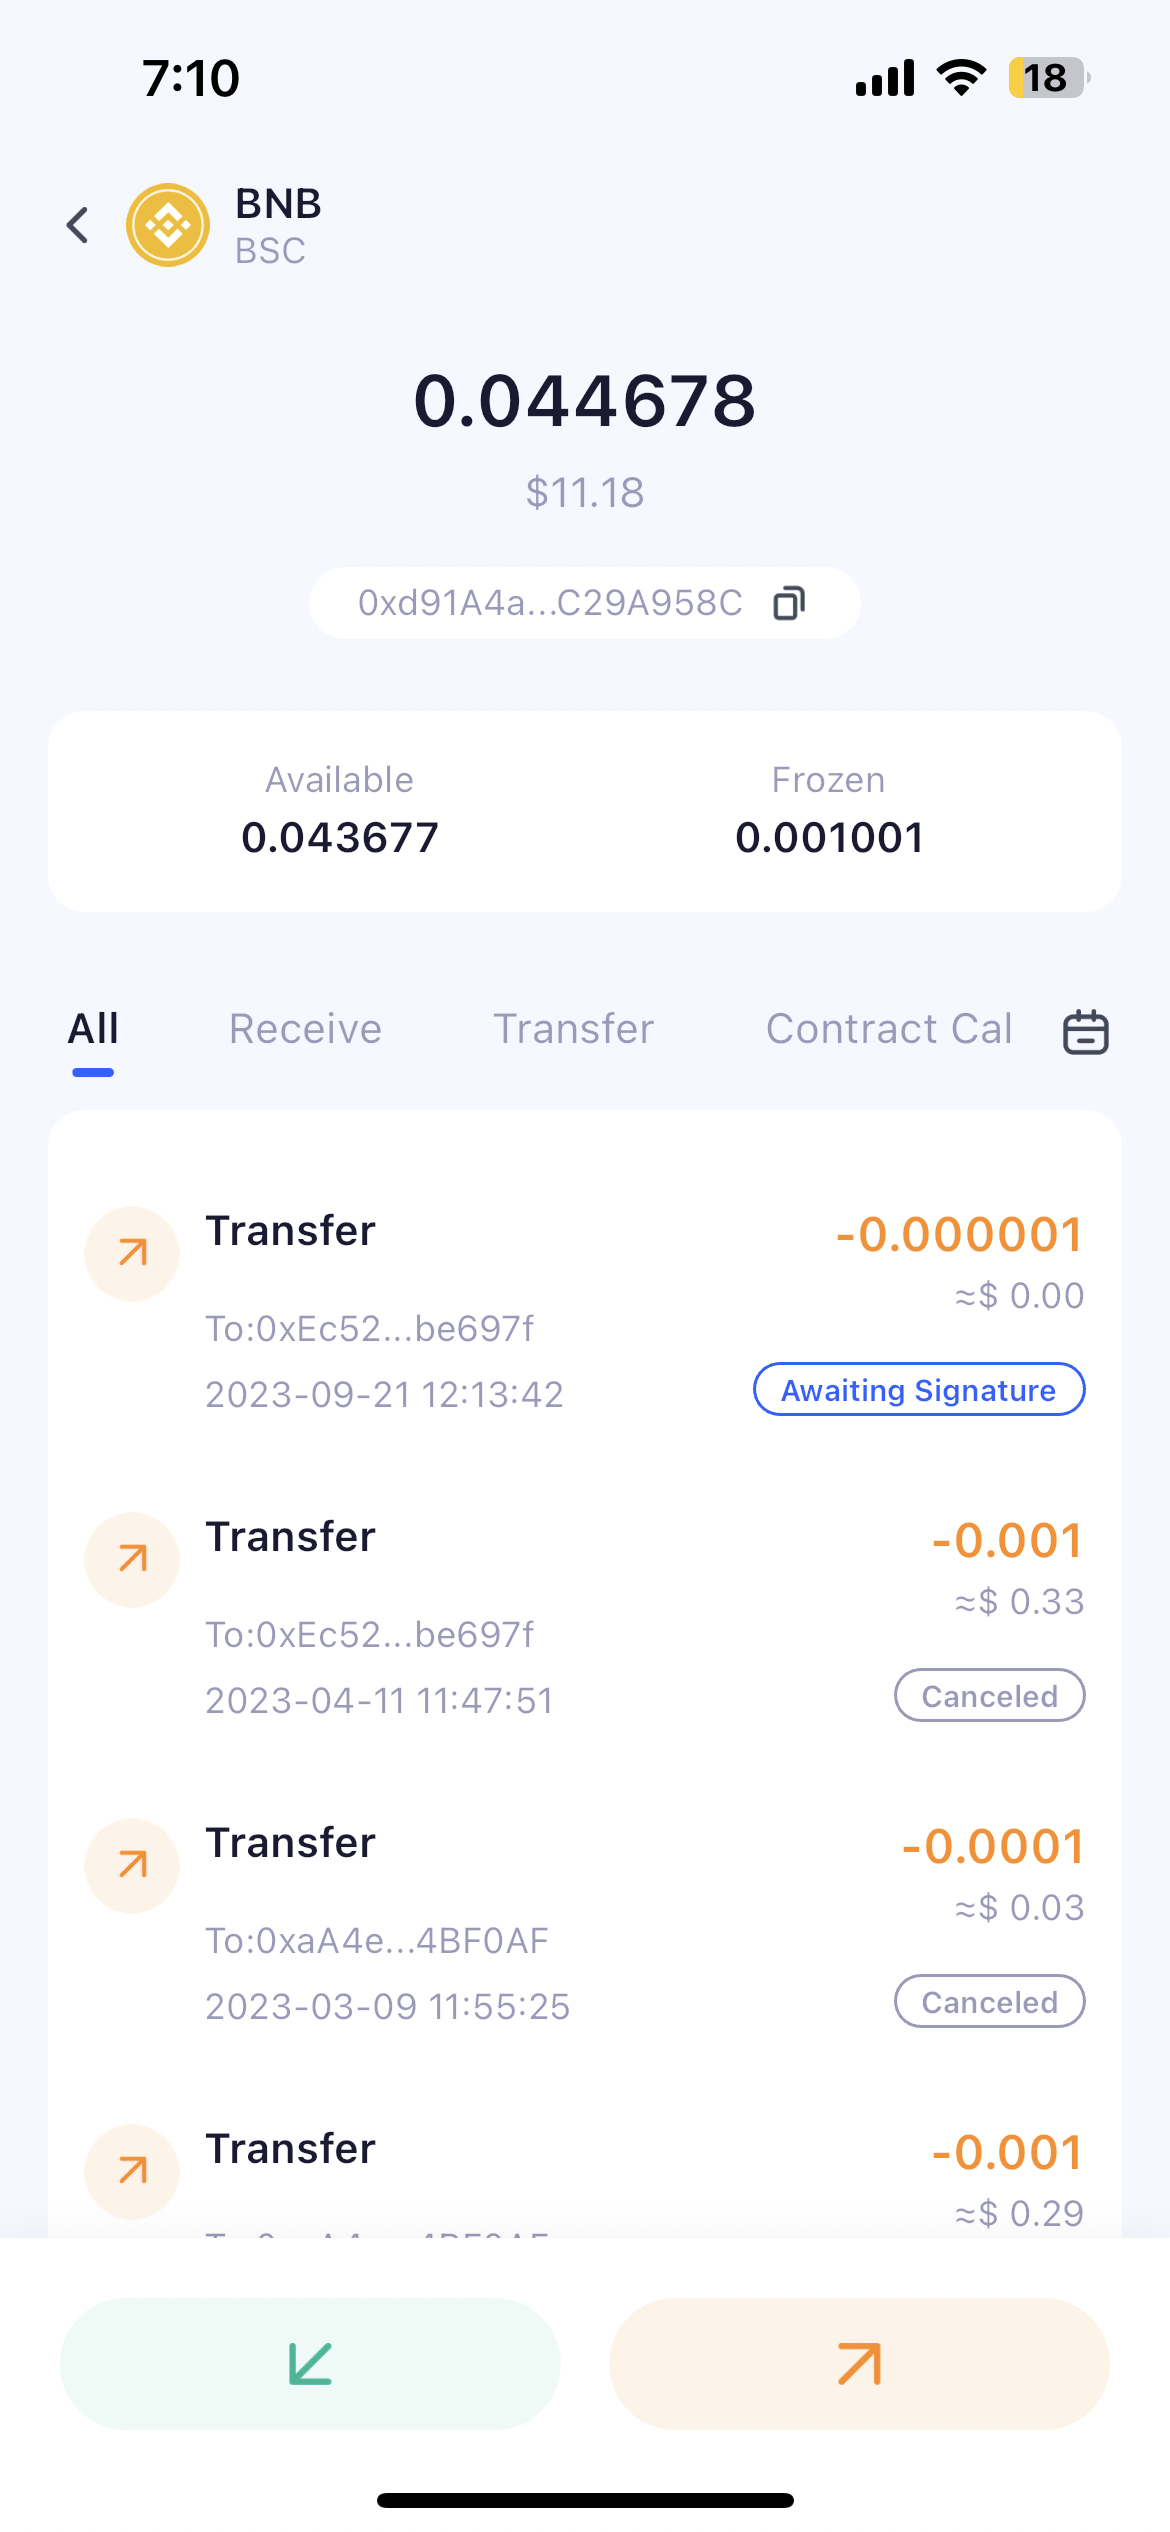 7:10
18
BNB
BSC
0.044678
$11.18
0xd91A4a...C29A958C
Available
Frozen
0.043677
0.001001
All
Receive
Transfer
Contract Cal
Transfer
-0.000001
≈$ 0.00
To:0xEc52...be697f
2023-09-21 12:13:42
Awaiting Signature
Transfer
-0.001
≈$ 0.33
To:0xEc52...be697f
2023-04-11 11:47:51
Canceled
Transfer
-0.0001
≈$ 0.03
To:0xaA4e...4BF0AF
2023-03-09 11:55:25
Canceled
Transfer
-0.001
≈$ 0.29